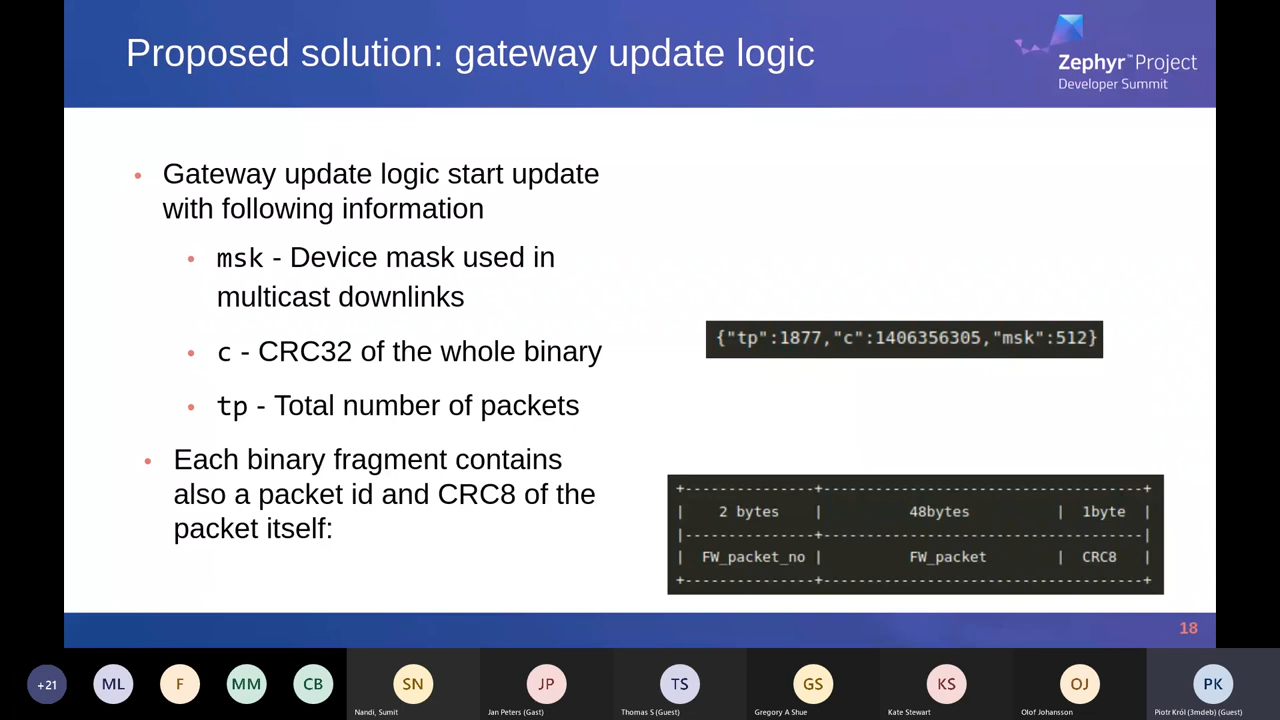 Proposed solution: gateway update logic
Zephyr™Project
Developer Summit
• Gateway update logic start update
with following information
• msk - Device mask used in
multicast downlinks
• c - CRC32 of the whole binary
• tp - Total number of packets
• Each binary fragment contains
also a packet id and CRC8 of the
packet itself:
{"tp":1877,"c":1406356305,"msk":512}
+---------------+-----------------------------------+
| 2 bytes | 48bytes | 1byte |
|---------------+-----------------------------------|
| FW_packet_no | FW_packet | CRC8 |
+---------------+-----------------------------------+
18
+21 ML F MM CB SN JP TS GS KS OJ PK
Nandi, Sumit
Jan Peters (Gast)
Thomas S (Guest)
Gregory A Shue
Kate Stewart
Olof Johansson
Piotr Król (3mdeb) (Guest)